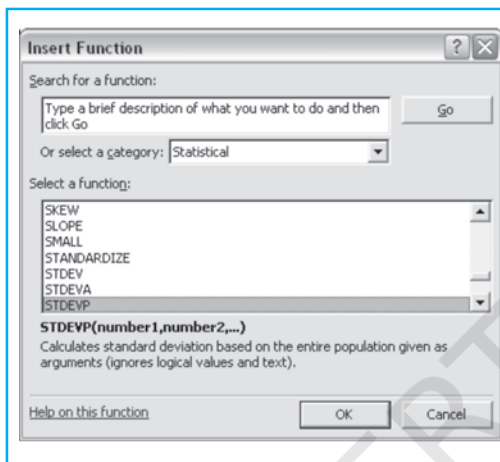 Insert Function
Search for a function:
Type a brief description of what you want to do and then
click Go
Go
Or select a category: Statistical
Select a function:
SKEW
SLOPE
SMALL
STANDARDIZE
STDEV
STDEVA
STDEVP
STDEVP(number1,number2,...)
Calculates standard deviation based on the entire population given as
arguments (ignores logical values and text).
Help on this function
OK
Cancel